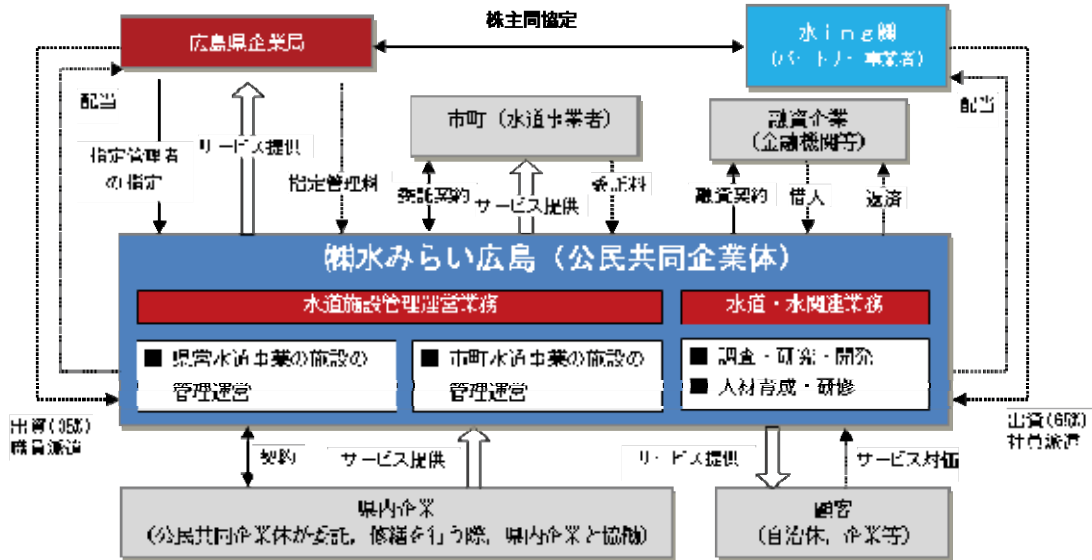 株主間協定
広島県企業局
水ｉｎｇ㈱
(パートナー事業者)
配当
配当
市町（水道事業者）
融資企業
(金融機関等)
指定管理者
の指定
サービス提供
指定管理料
委託契約
サービス提供
委託料
融資契約
借入
返済
㈱水みらい広島（公民共同企業体）
水道施設管理運営業務
水道・水関連業務
■ 県営水道事業の施設の
管理運営
■ 市町水道事業の施設の
管理運営
■ 調査・研究・開発
■ 人材育成・研修
出資(35%)
職員派遣
出資(65%)
社員派遣
契約
サービス提供
サービス提供
サービス対価
県内企業
(公民共同企業体が委託，修繕を行う際，県内企業と協働)
顧客
(自治体，企業等)